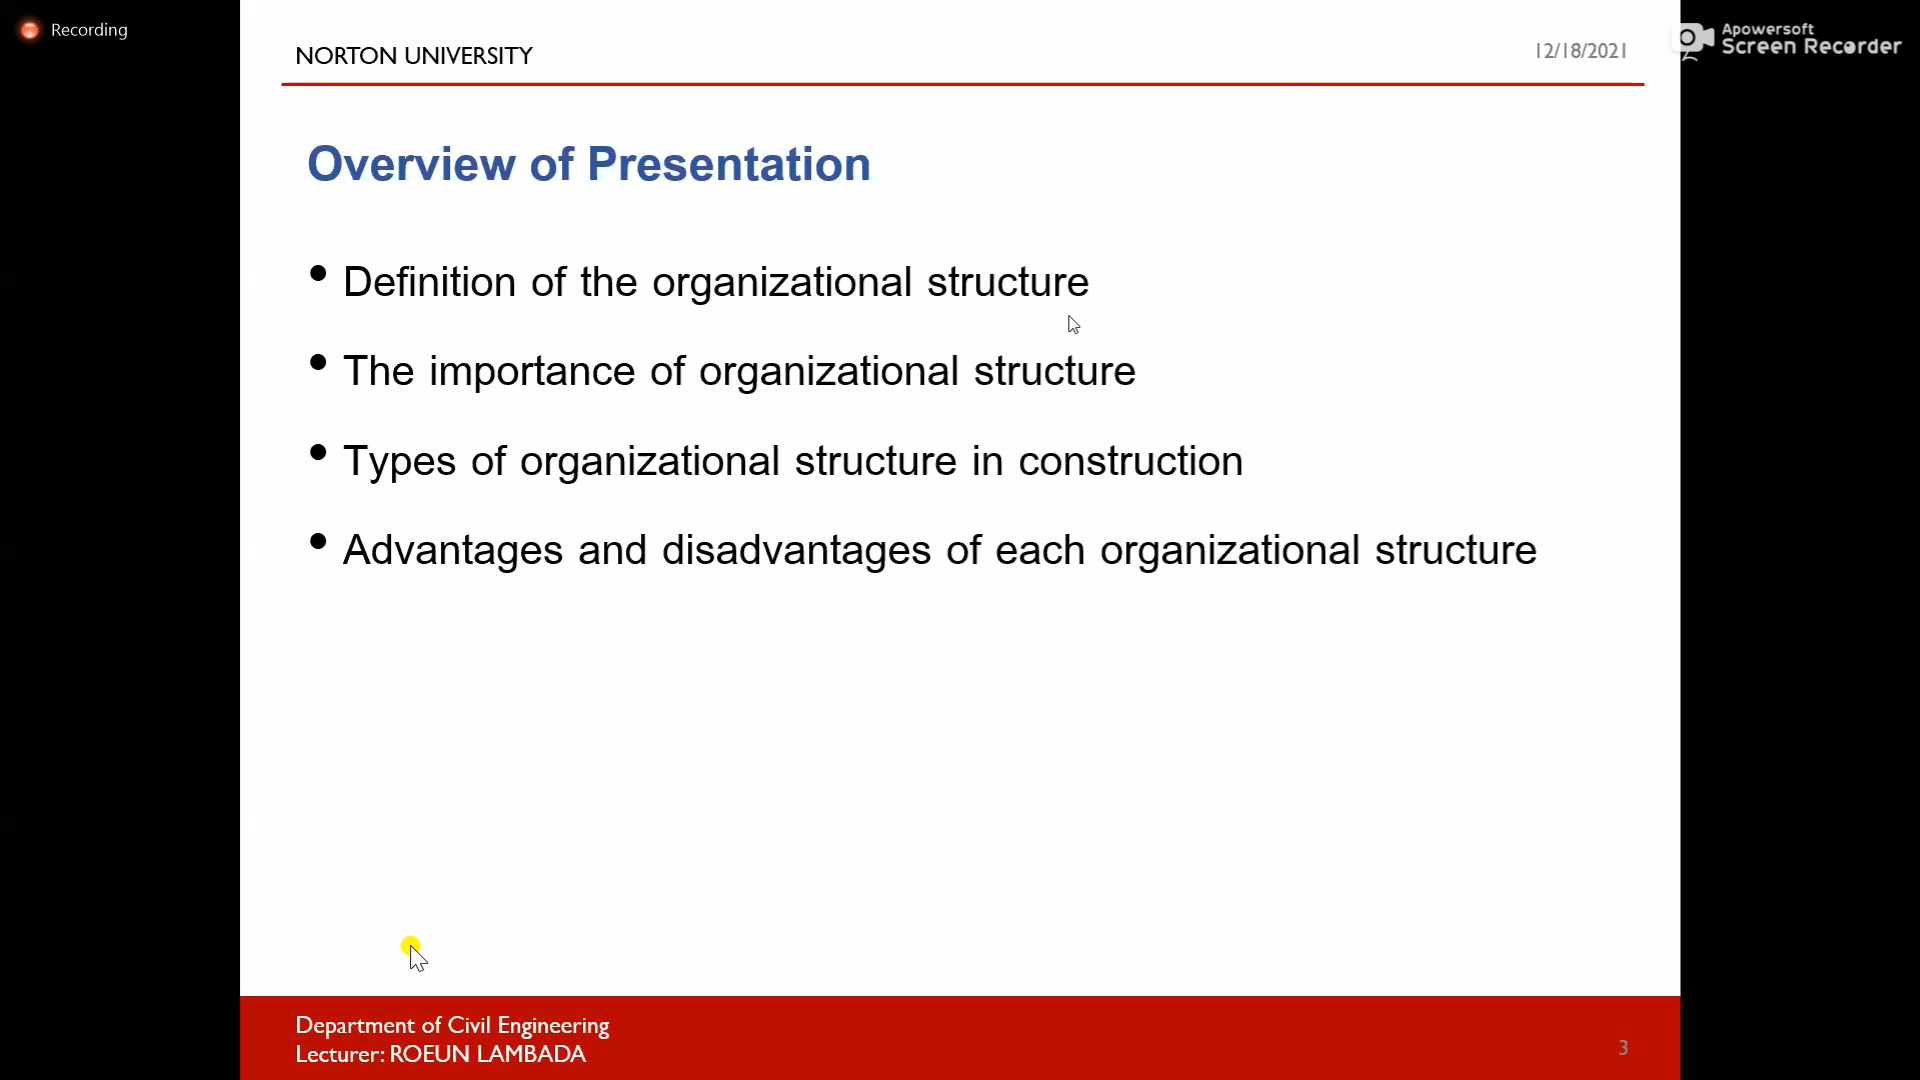 Recording
NORTON UNIVERSITY
12/18/2021
Apowersoft
Screen Recorder
Overview of Presentation
• Definition of the organizational structure
• The importance of organizational structure
• Types of organizational structure in construction
• Advantages and disadvantages of each organizational structure
Department of Civil Engineering
Lecturer: ROEUN LAMBADA
3